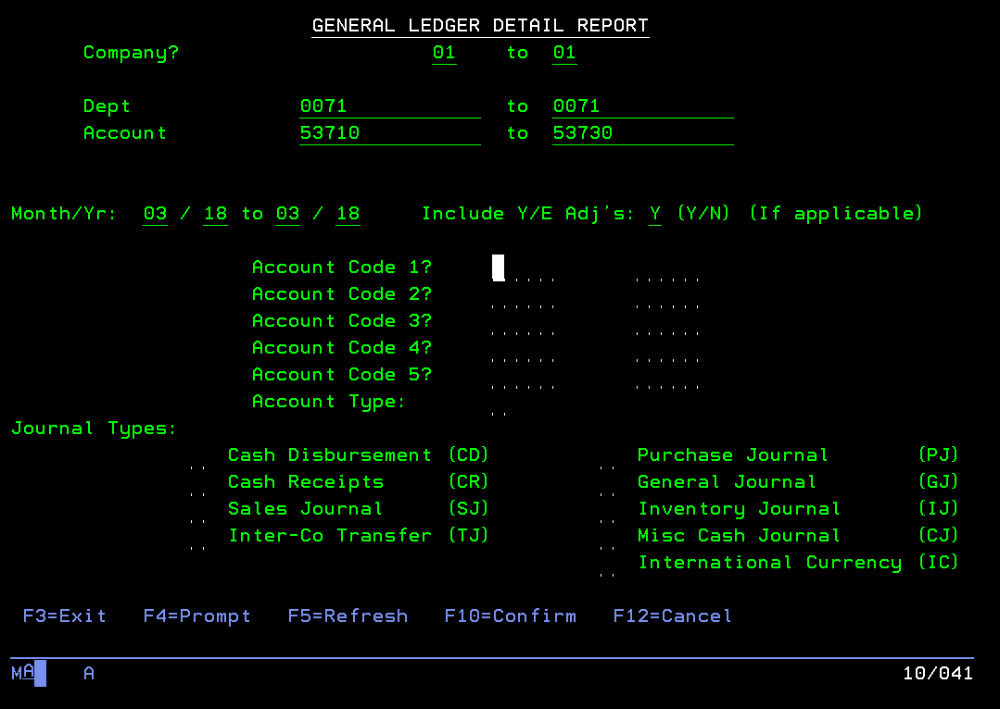 GENERAL LEDGER DETAIL REPORT
Company? 01 to 01
Dept 0071 to 0071
Account 53710 to 53730
Month/Yr: 03 / 18 to 03 / 18 Include Y/E Adj's: Y (Y/N) (If applicable)
Account Code 1?
Account Code 2?
Account Code 3?
Account Code 4?
Account Code 5?
Account Type:
Journal Types:
Cash Disbursement (CD) Purchase Journal (PJ)
Cash Receipts (CR) General Journal (GJ)
Sales Journal (SJ) Inventory Journal (IJ)
Inter-Co Transfer (TJ) Misc Cash Journal (CJ)
International Currency (IC)
F3=Exit F4=Prompt F5=Refresh F10=Confirm F12=Cancel
MA A 10/041